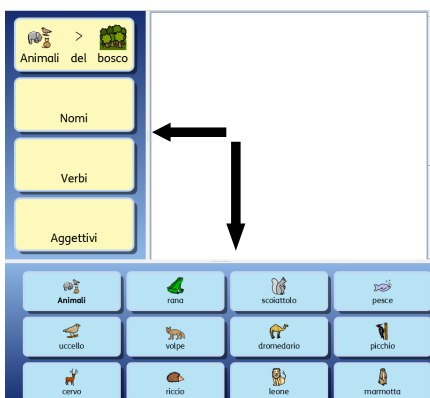 >
Animali del bosco
Nomi
Verbi
Aggettivi
Animali rana scoiattolo pesce
uccello volpe dromedario picchio
cervo riccio leone marmotta